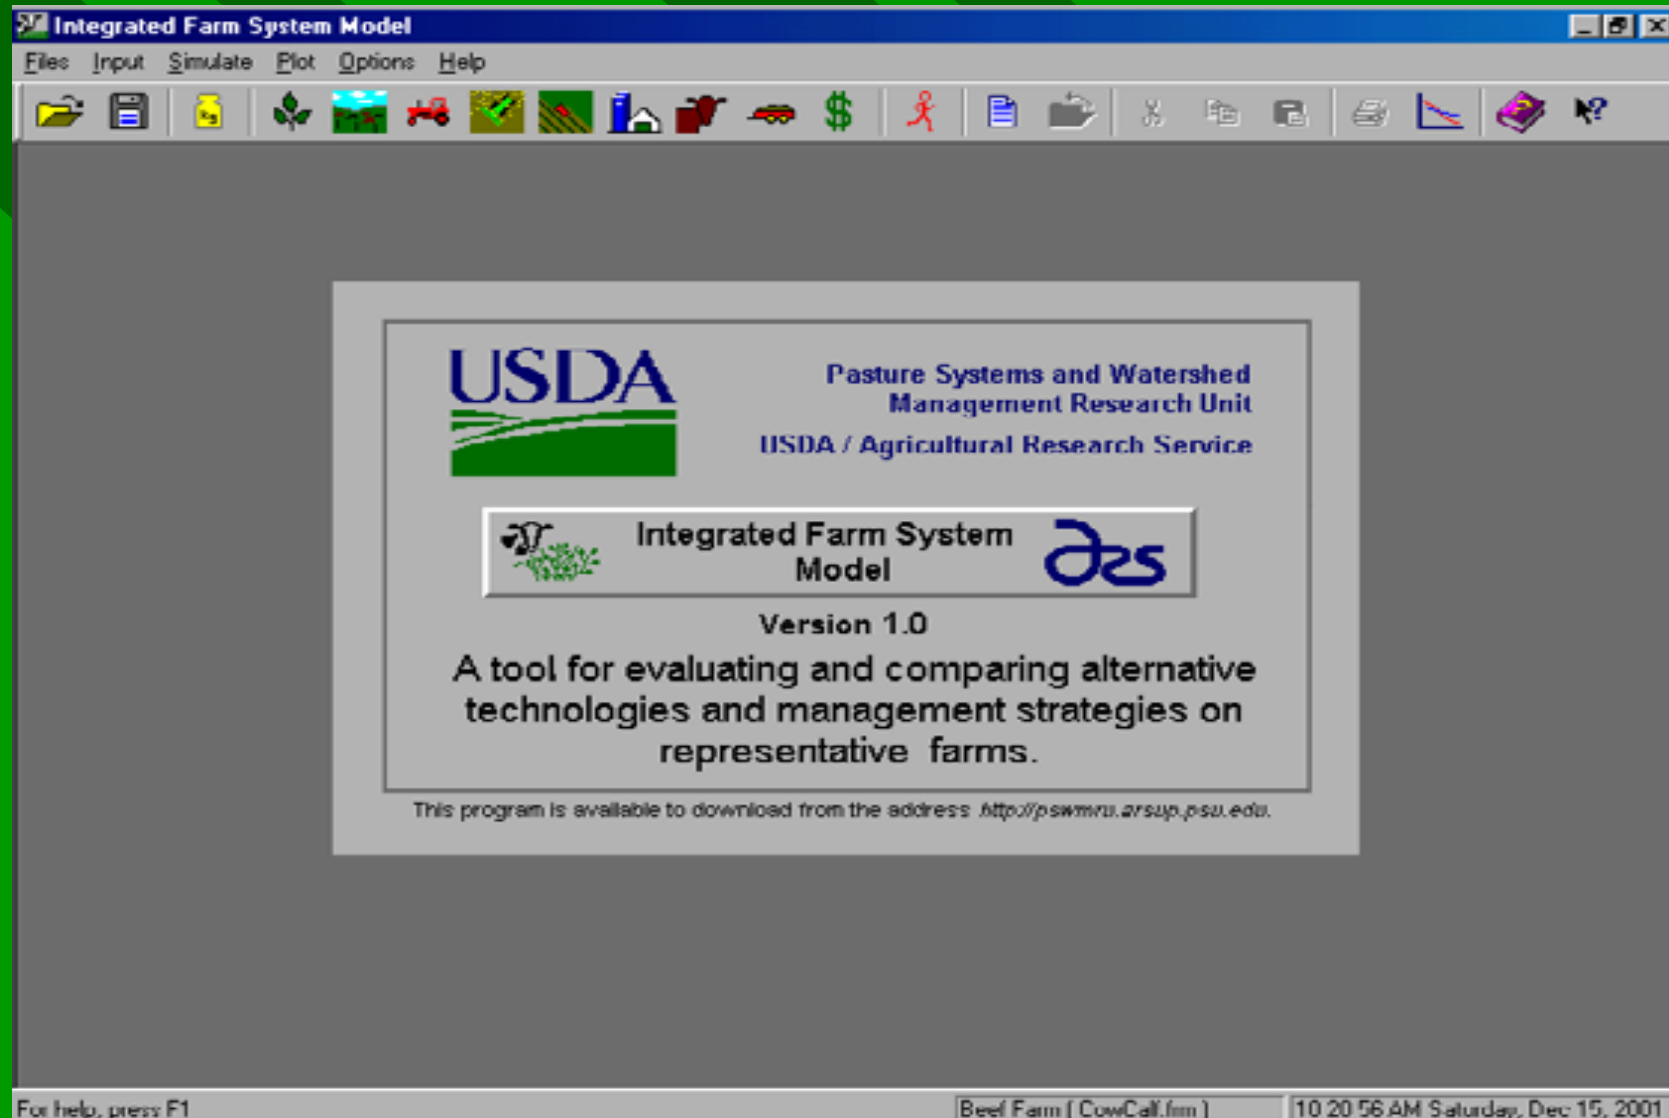 Integrated Farm System Model
Files Input Simulate Plot Options Help
USDA
Pasture Systems and Watershed
Management Research Unit
USDA / Agricultural Research Service
Integrated Farm System
Model
ars
Version 1.0
A tool for evaluating and comparing alternative
technologies and management strategies on
representative farms.
This program is available to download from the address http://pswmru.arsup.psu.edu.
For help, press F1
Beef Farm ( CowCalf.frm )
10 20 56 AM Saturday, Dec 15, 2001